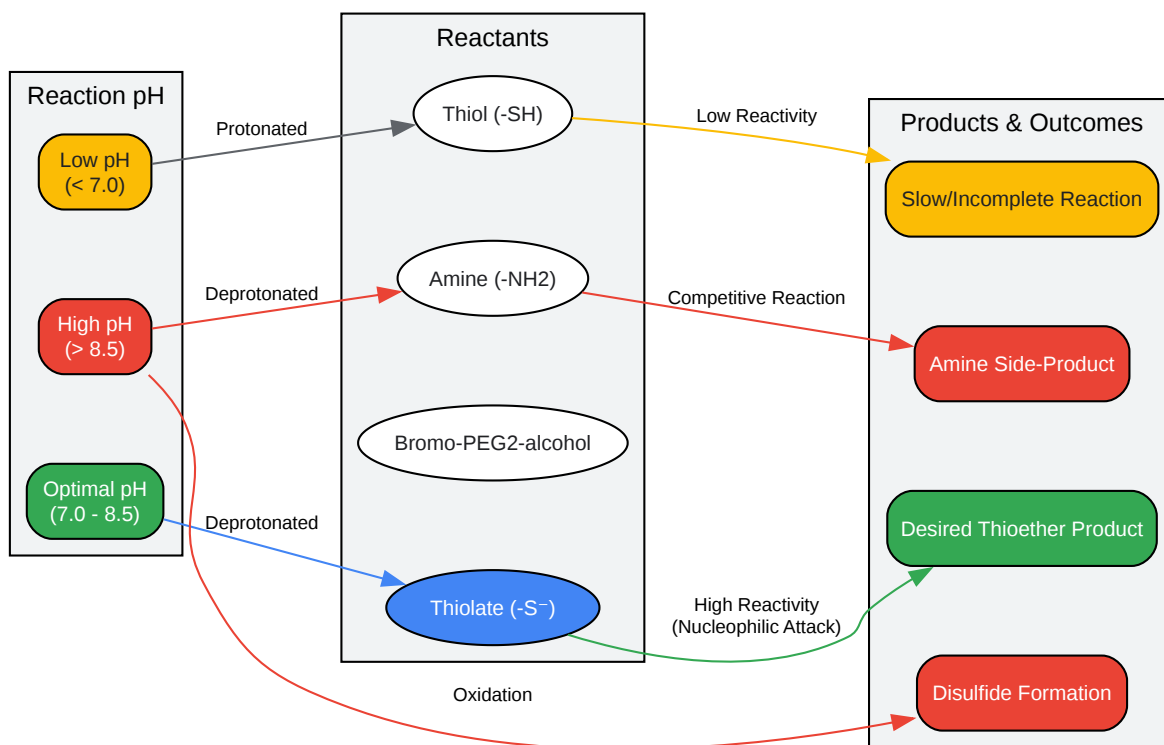 Reaction pH
Low pH
(< 7.0)
High pH
(> 8.5)
Optimal pH
(7.0 - 8.5)
Protonated
Deprotonated
Deprotonated
Oxidation
Reactants
Thiol (-SH)
Amine (-NH2)
Bromo-PEG2-alcohol
Thiolate (-S⁻)
Low Reactivity
Competitive Reaction
High Reactivity
(Nucleophilic Attack)
Products & Outcomes
Slow/Incomplete Reaction
Amine Side-Product
Desired Thioether Product
Disulfide Formation